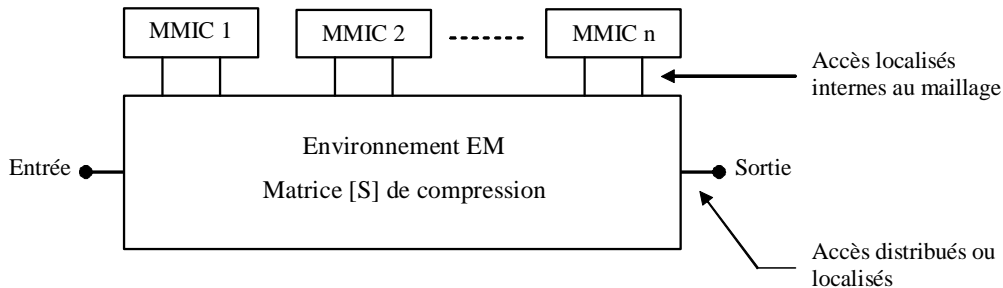 MMIC 1
MMIC 2
MMIC n
Accès localisés
internes au maillage
Environnement EM
Matrice [S] de compression
Entrée
Sortie
Accès distribués ou
localisés